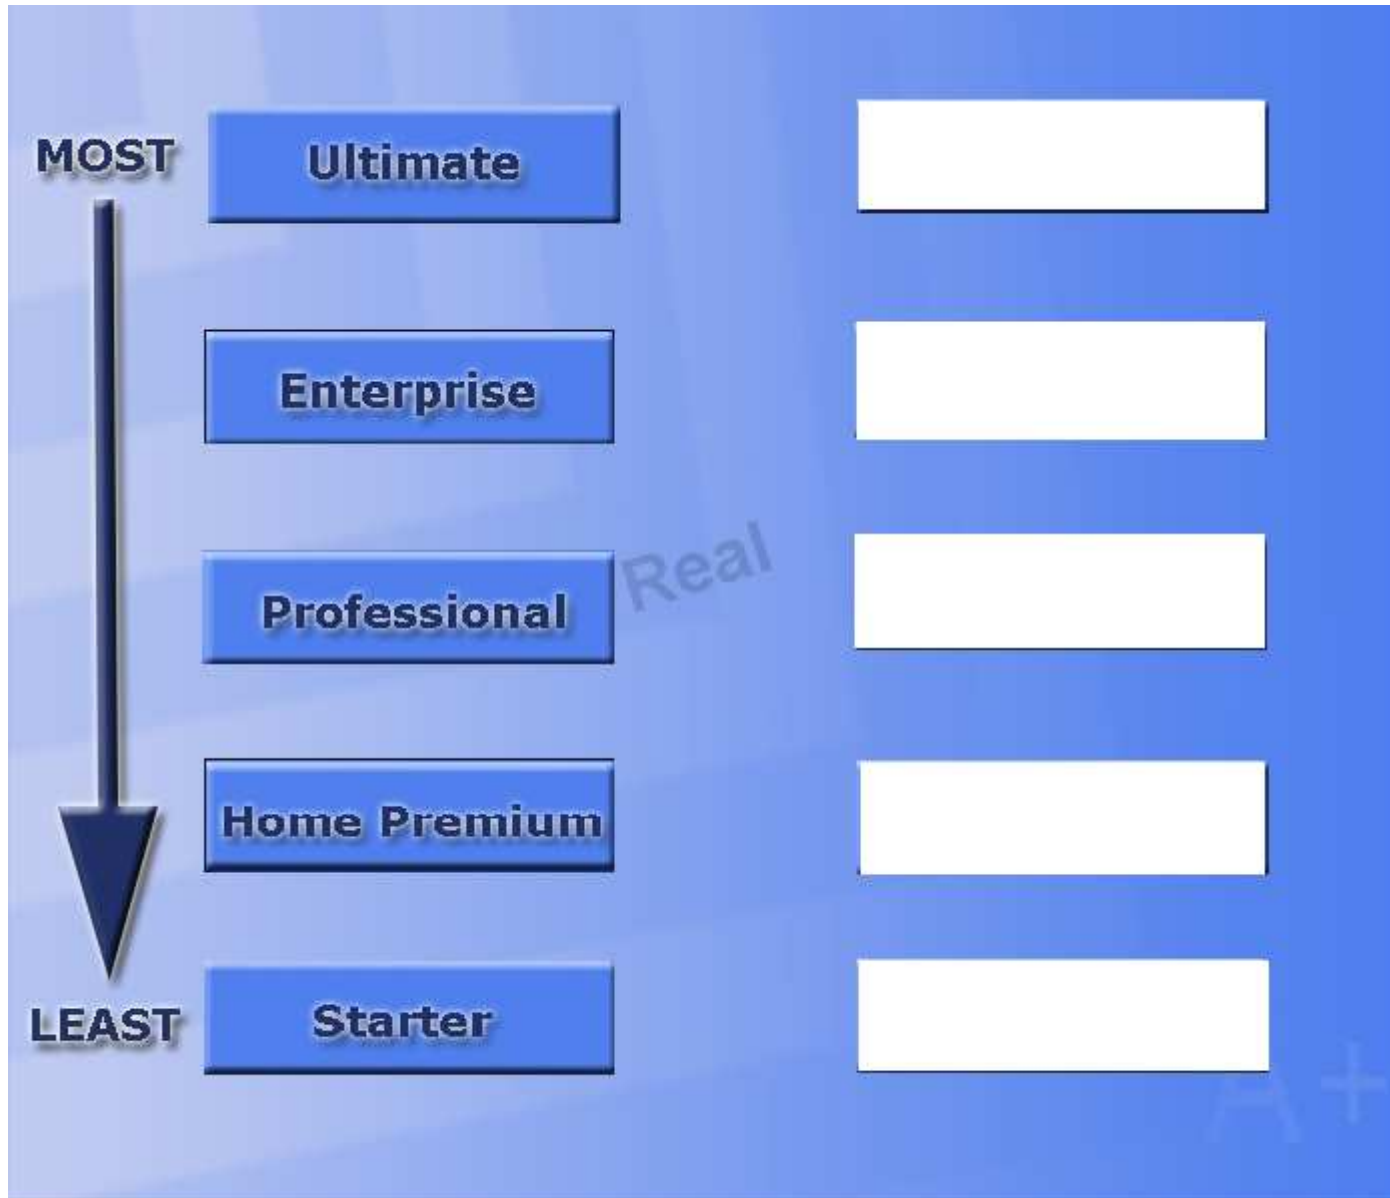 MOST
Ultimate
Enterprise
Real
Professional
Home Premium
LEAST
Starter
A+